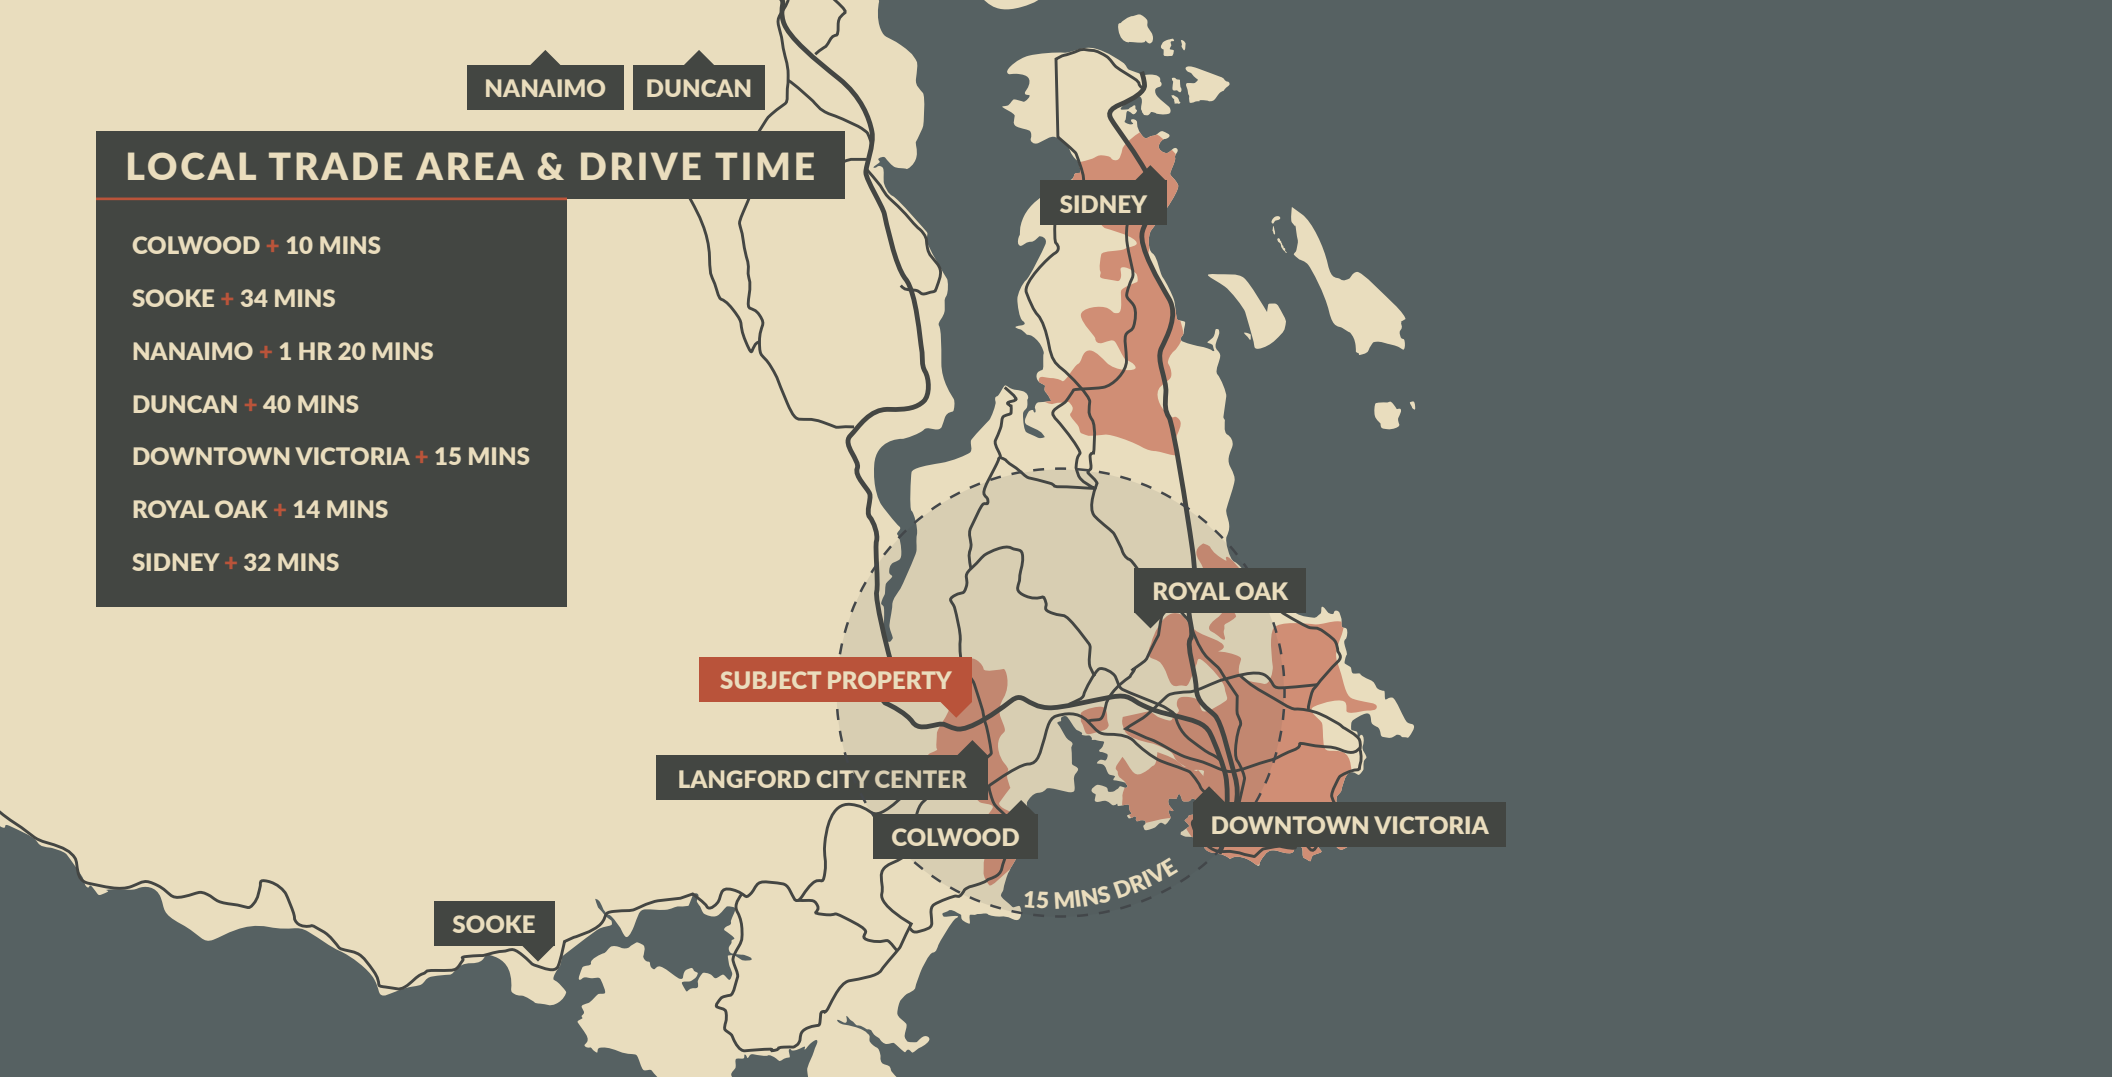 NANAIMO
DUNCAN
LOCAL TRADE AREA & DRIVE TIME
COLWOOD + 10 MINS
SOOKE + 34 MINS
NANAIMO + 1 HR 20 MINS
DUNCAN + 40 MINS
DOWNTOWN VICTORIA + 15 MINS
ROYAL OAK + 14 MINS
SIDNEY + 32 MINS
SIDNEY
ROYAL OAK
SUBJECT PROPERTY
LANGFORD CITY CENTER
COLWOOD
DOWNTOWN VICTORIA
15 MINS DRIVE
SOOKE